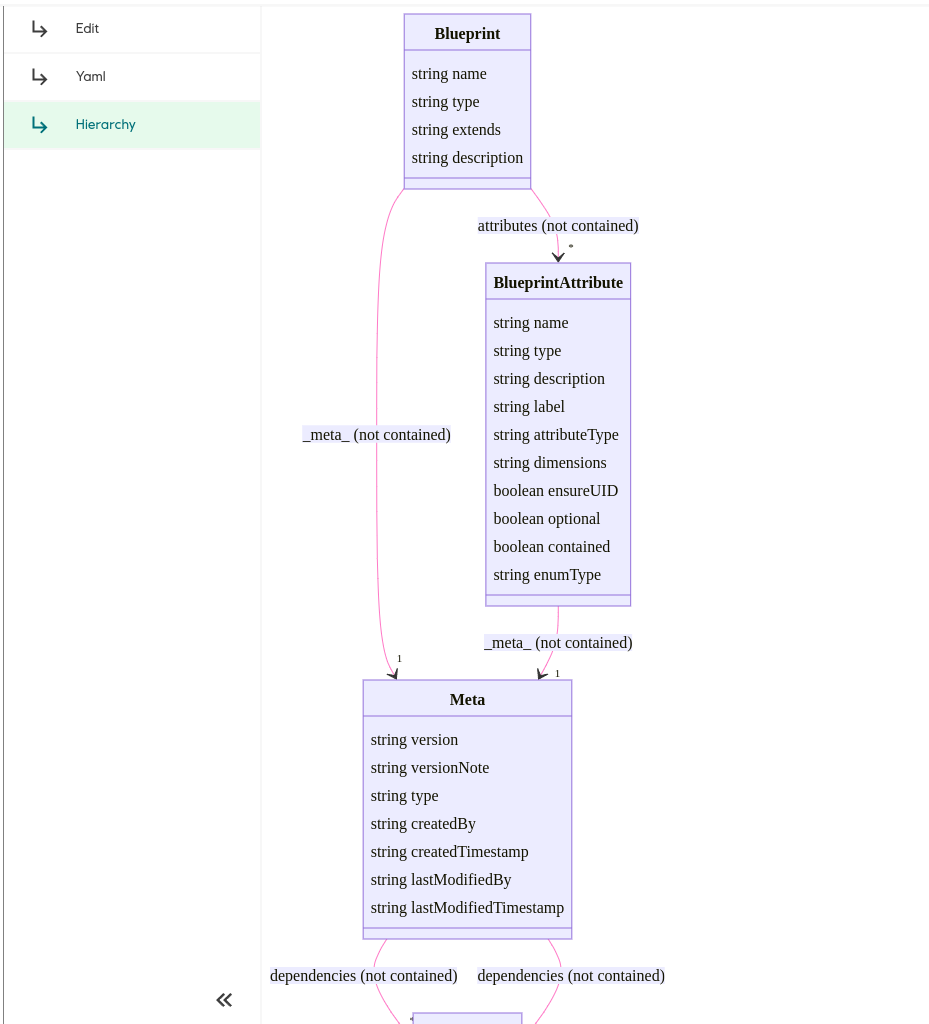 Edit
Yaml
Hierarchy
Blueprint
string name
string type
string extends
string description
attributes (not contained)
*
BlueprintAttribute
string name
string type
string description
string label
string attributeType
string dimensions
boolean ensureUID
boolean optional
boolean contained
string enumType
_meta_ (not contained)
_meta_ (not contained)
1
1
Meta
string version
string versionNote
string type
string createdBy
string createdTimestamp
string lastModifiedBy
string lastModifiedTimestamp
dependencies (not contained)
dependencies (not contained)